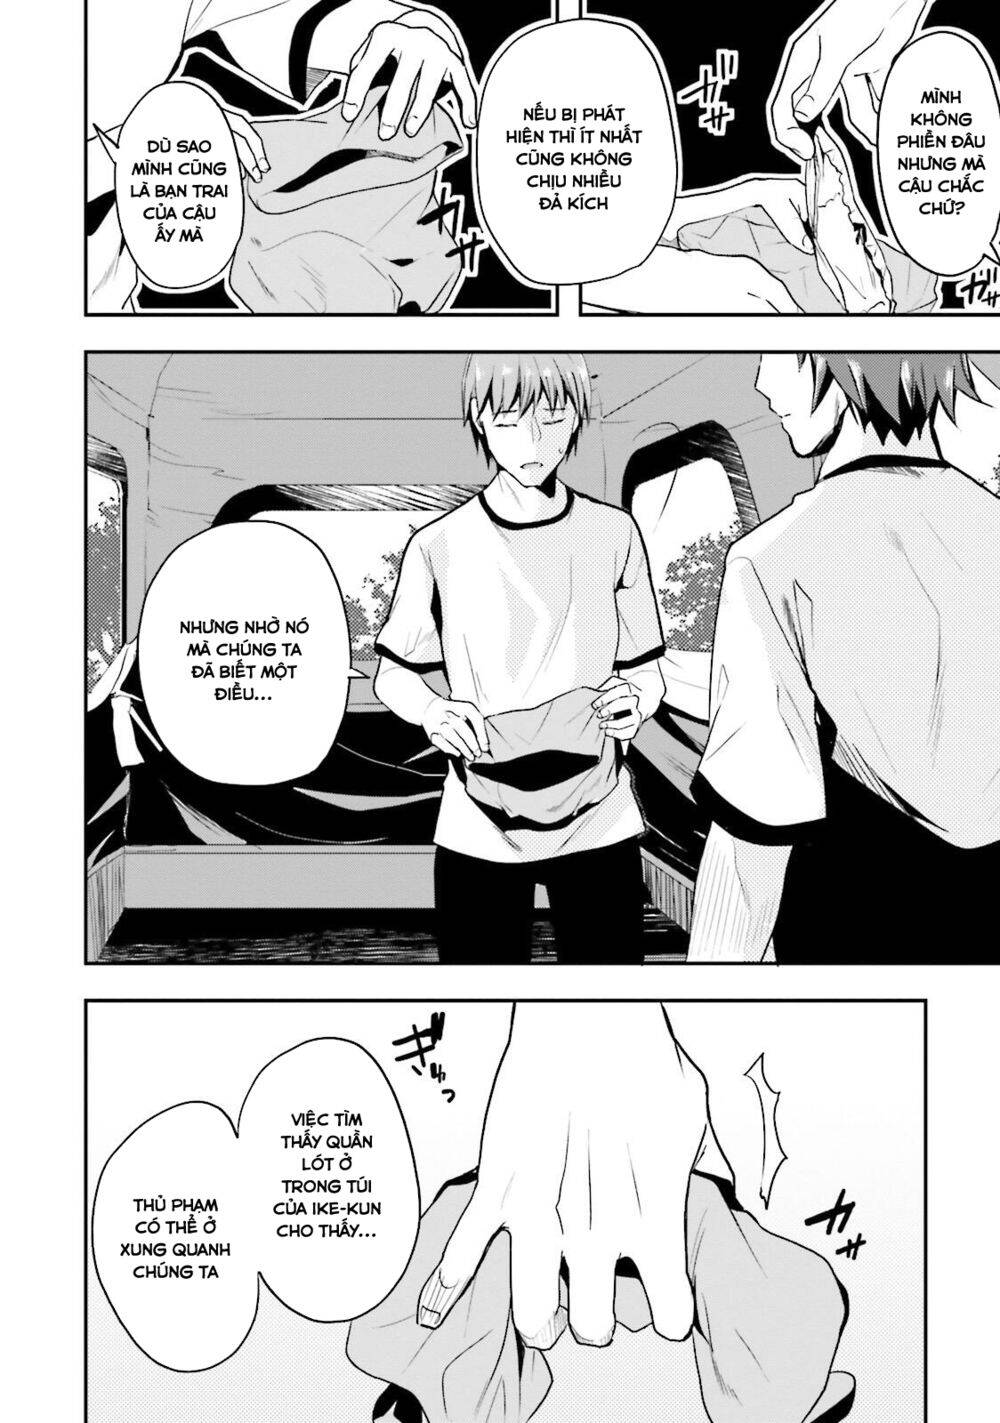 MÌNH
KHÔNG
PHIỀN ĐÂU
NHƯNG MÀ
CẬU CHẮC
CHỨ?
NẾU BỊ PHÁT
HIỆN THÌ ÍT NHẤT
CŨNG KHÔNG
CHỊU NHIỀU
ĐẢ KÍCH
DÙ SAO
MÌNH CŨNG
LÀ BẠN TRAI
CỦA CẬU
ẤY MÀ
NHƯNG NHỜ NÓ
MÀ CHÚNG TA
ĐÃ BIẾT MỘT
ĐIỀU...
VIỆC TÌM
THẤY QUẦN
LÓT Ở
TRONG TÚI
CỦA IKE-KUN
CHO THẤY...
THỦ PHẠM
CÓ THỂ Ở
XUNG QUANH
CHÚNG TA